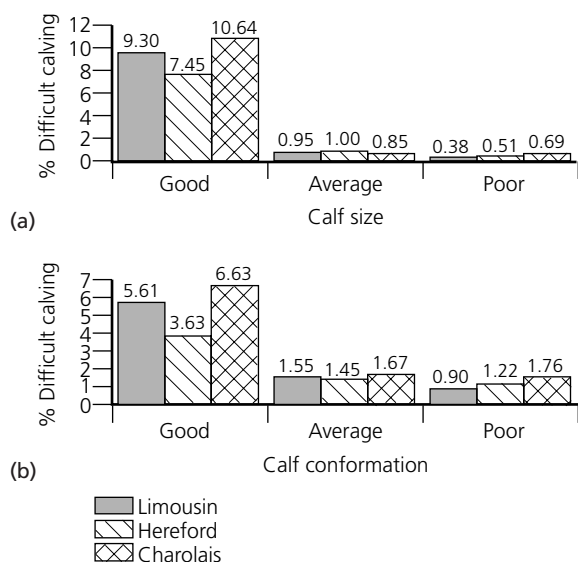 % Difficult calving
12
10
8
6
4
2
0
9.30 7.45 10.64
0.95 1.00 0.85
0.38 0.51 0.69
Good Average Poor
(a)
Calf size
% Difficult calving
7
6
5
4
3
2
1
0
5.61 3.63 6.63
1.55 1.45 1.67
0.90 1.22 1.76
Good Average Poor
(b)
Calf conformation
Limousin
Hereford
Charolais